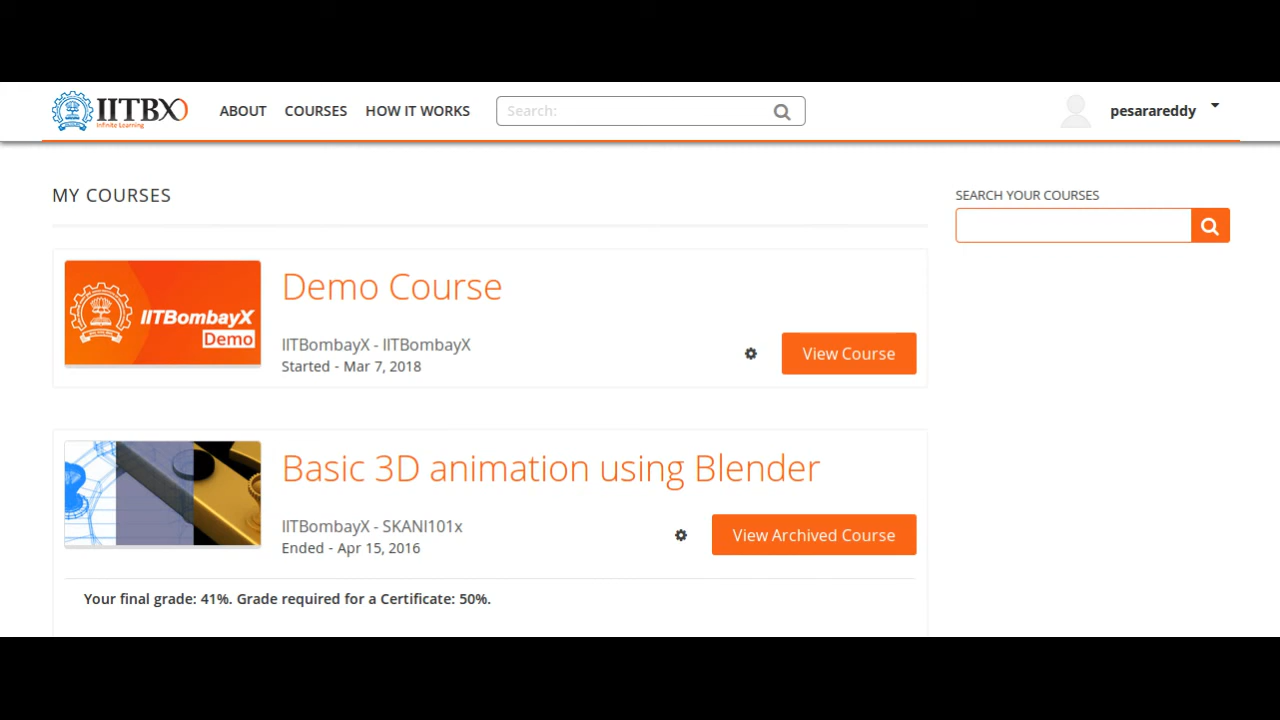 IITBX
Infinite Learning
ABOUT COURSES HOW IT WORKS
Search:
pesarareddy
MY COURSES
SEARCH YOUR COURSES
IITBombayX
Demo
Demo Course
IITBombayX - IITBombayX
Started - Mar 7, 2018
View Course
Basic 3D animation using Blender
IITBombayX - SKANI101x
Ended - Apr 15, 2016
View Archived Course
Your final grade: 41%. Grade required for a Certificate: 50%.